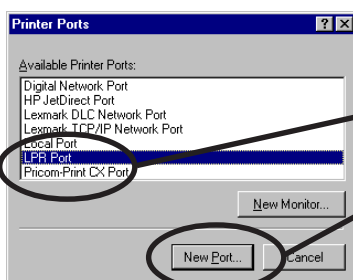 Printer Ports
Available Printer Ports:
Digital Network Port
HP JetDirect Port
Lexmark DLC Network Port
Lexmark TCP/IP Network Port
Local Port
LPR Port
Pricom-Print CX Port
New Monitor...
New Port... Cancel